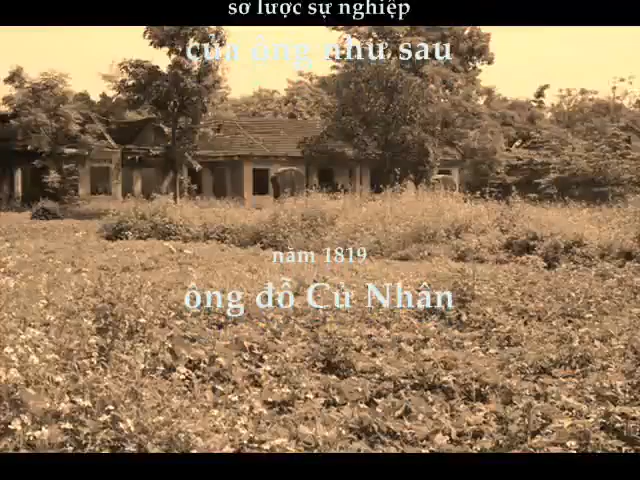 sơ lược sự nghiệp
của ông như sau
năm 1819
ông đỗ Cử Nhân